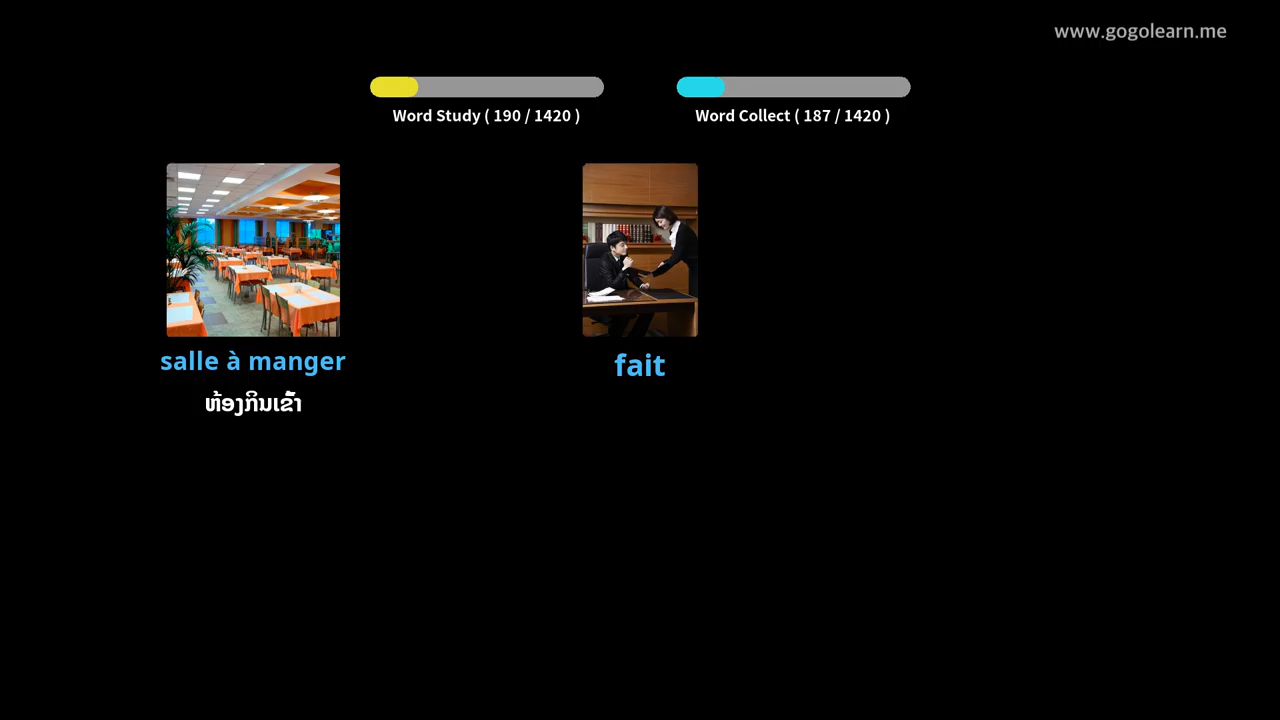 www.gogolearn.me
Word Study ( 190 / 1420 )
Word Collect ( 187 / 1420 )
salle à manger
ຫ້ອງກິນເຂົ້າ
fait